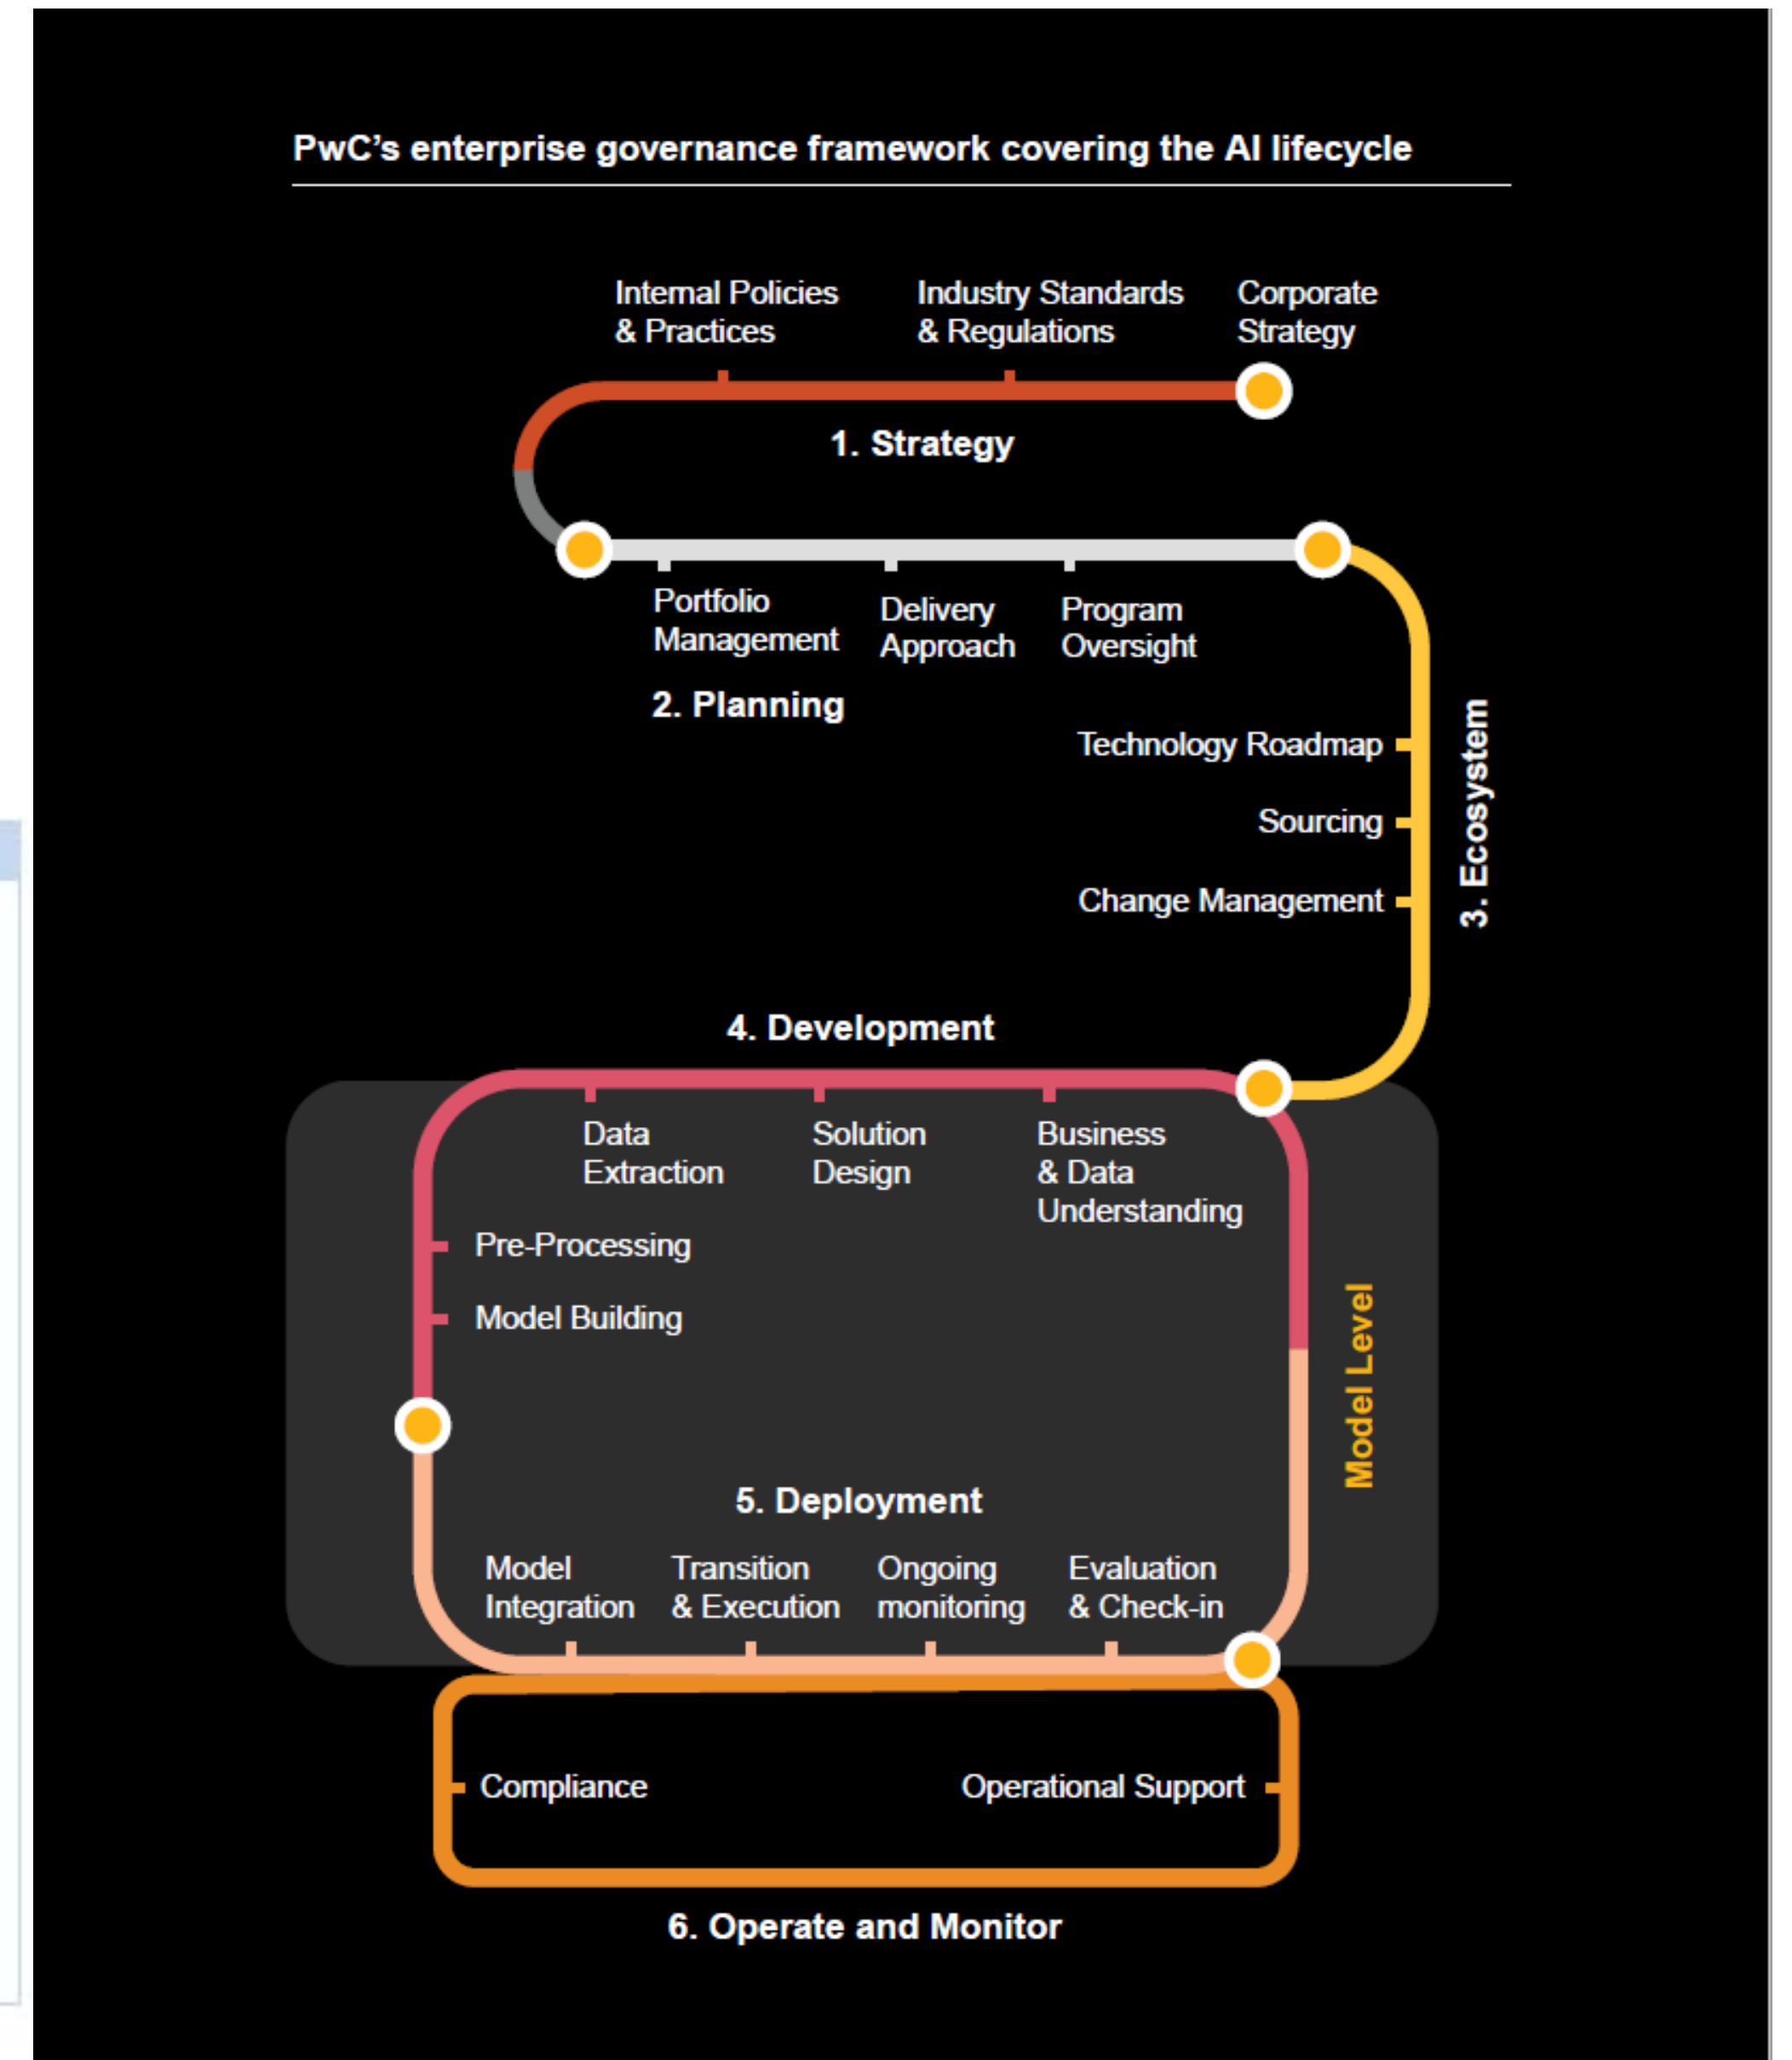 PwC’s enterprise governance framework covering the AI lifecycle
Internal Policies
& Practices
Industry Standards
& Regulations
Corporate
Strategy
1. Strategy
Portfolio
Management
Delivery
Approach
Program
Oversight
2. Planning
Technology Roadmap
Sourcing
Change Management
3. Ecosystem
4. Development
Data
Extraction
Solution
Design
Business
& Data
Understanding
Pre-Processing
Model Building
Model Level
5. Deployment
Model
Integration
Transition
& Execution
Ongoing
monitoring
Evaluation
& Check-in
Compliance
Operational Support
6. Operate and Monitor